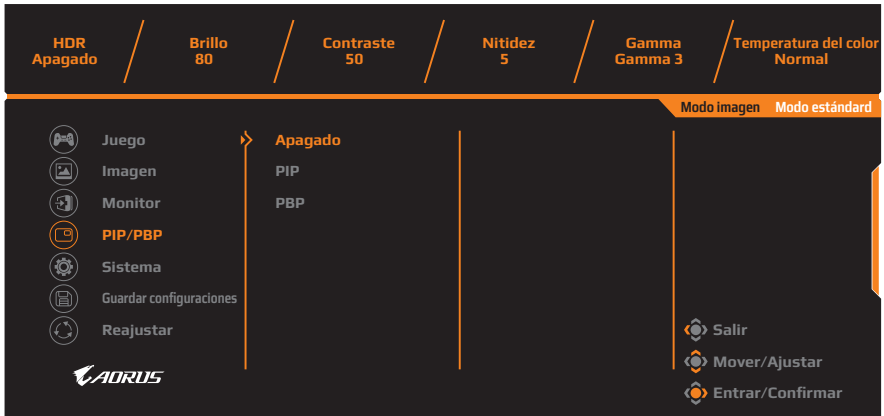 HDR
Apagado
Brillo
80
Contraste
50
Nitidez
5
Gamma
Gamma 3
Temperatura del color
Normal
Modo imagen Modo estándard
Juego
Imagen
Monitor
PIP/PBP
Sistema
Guardar configuraciones
Reajustar
Apagado
PIP
PBP
Salir
Mover/Ajustar
Entrar/Confirmar
AORUS